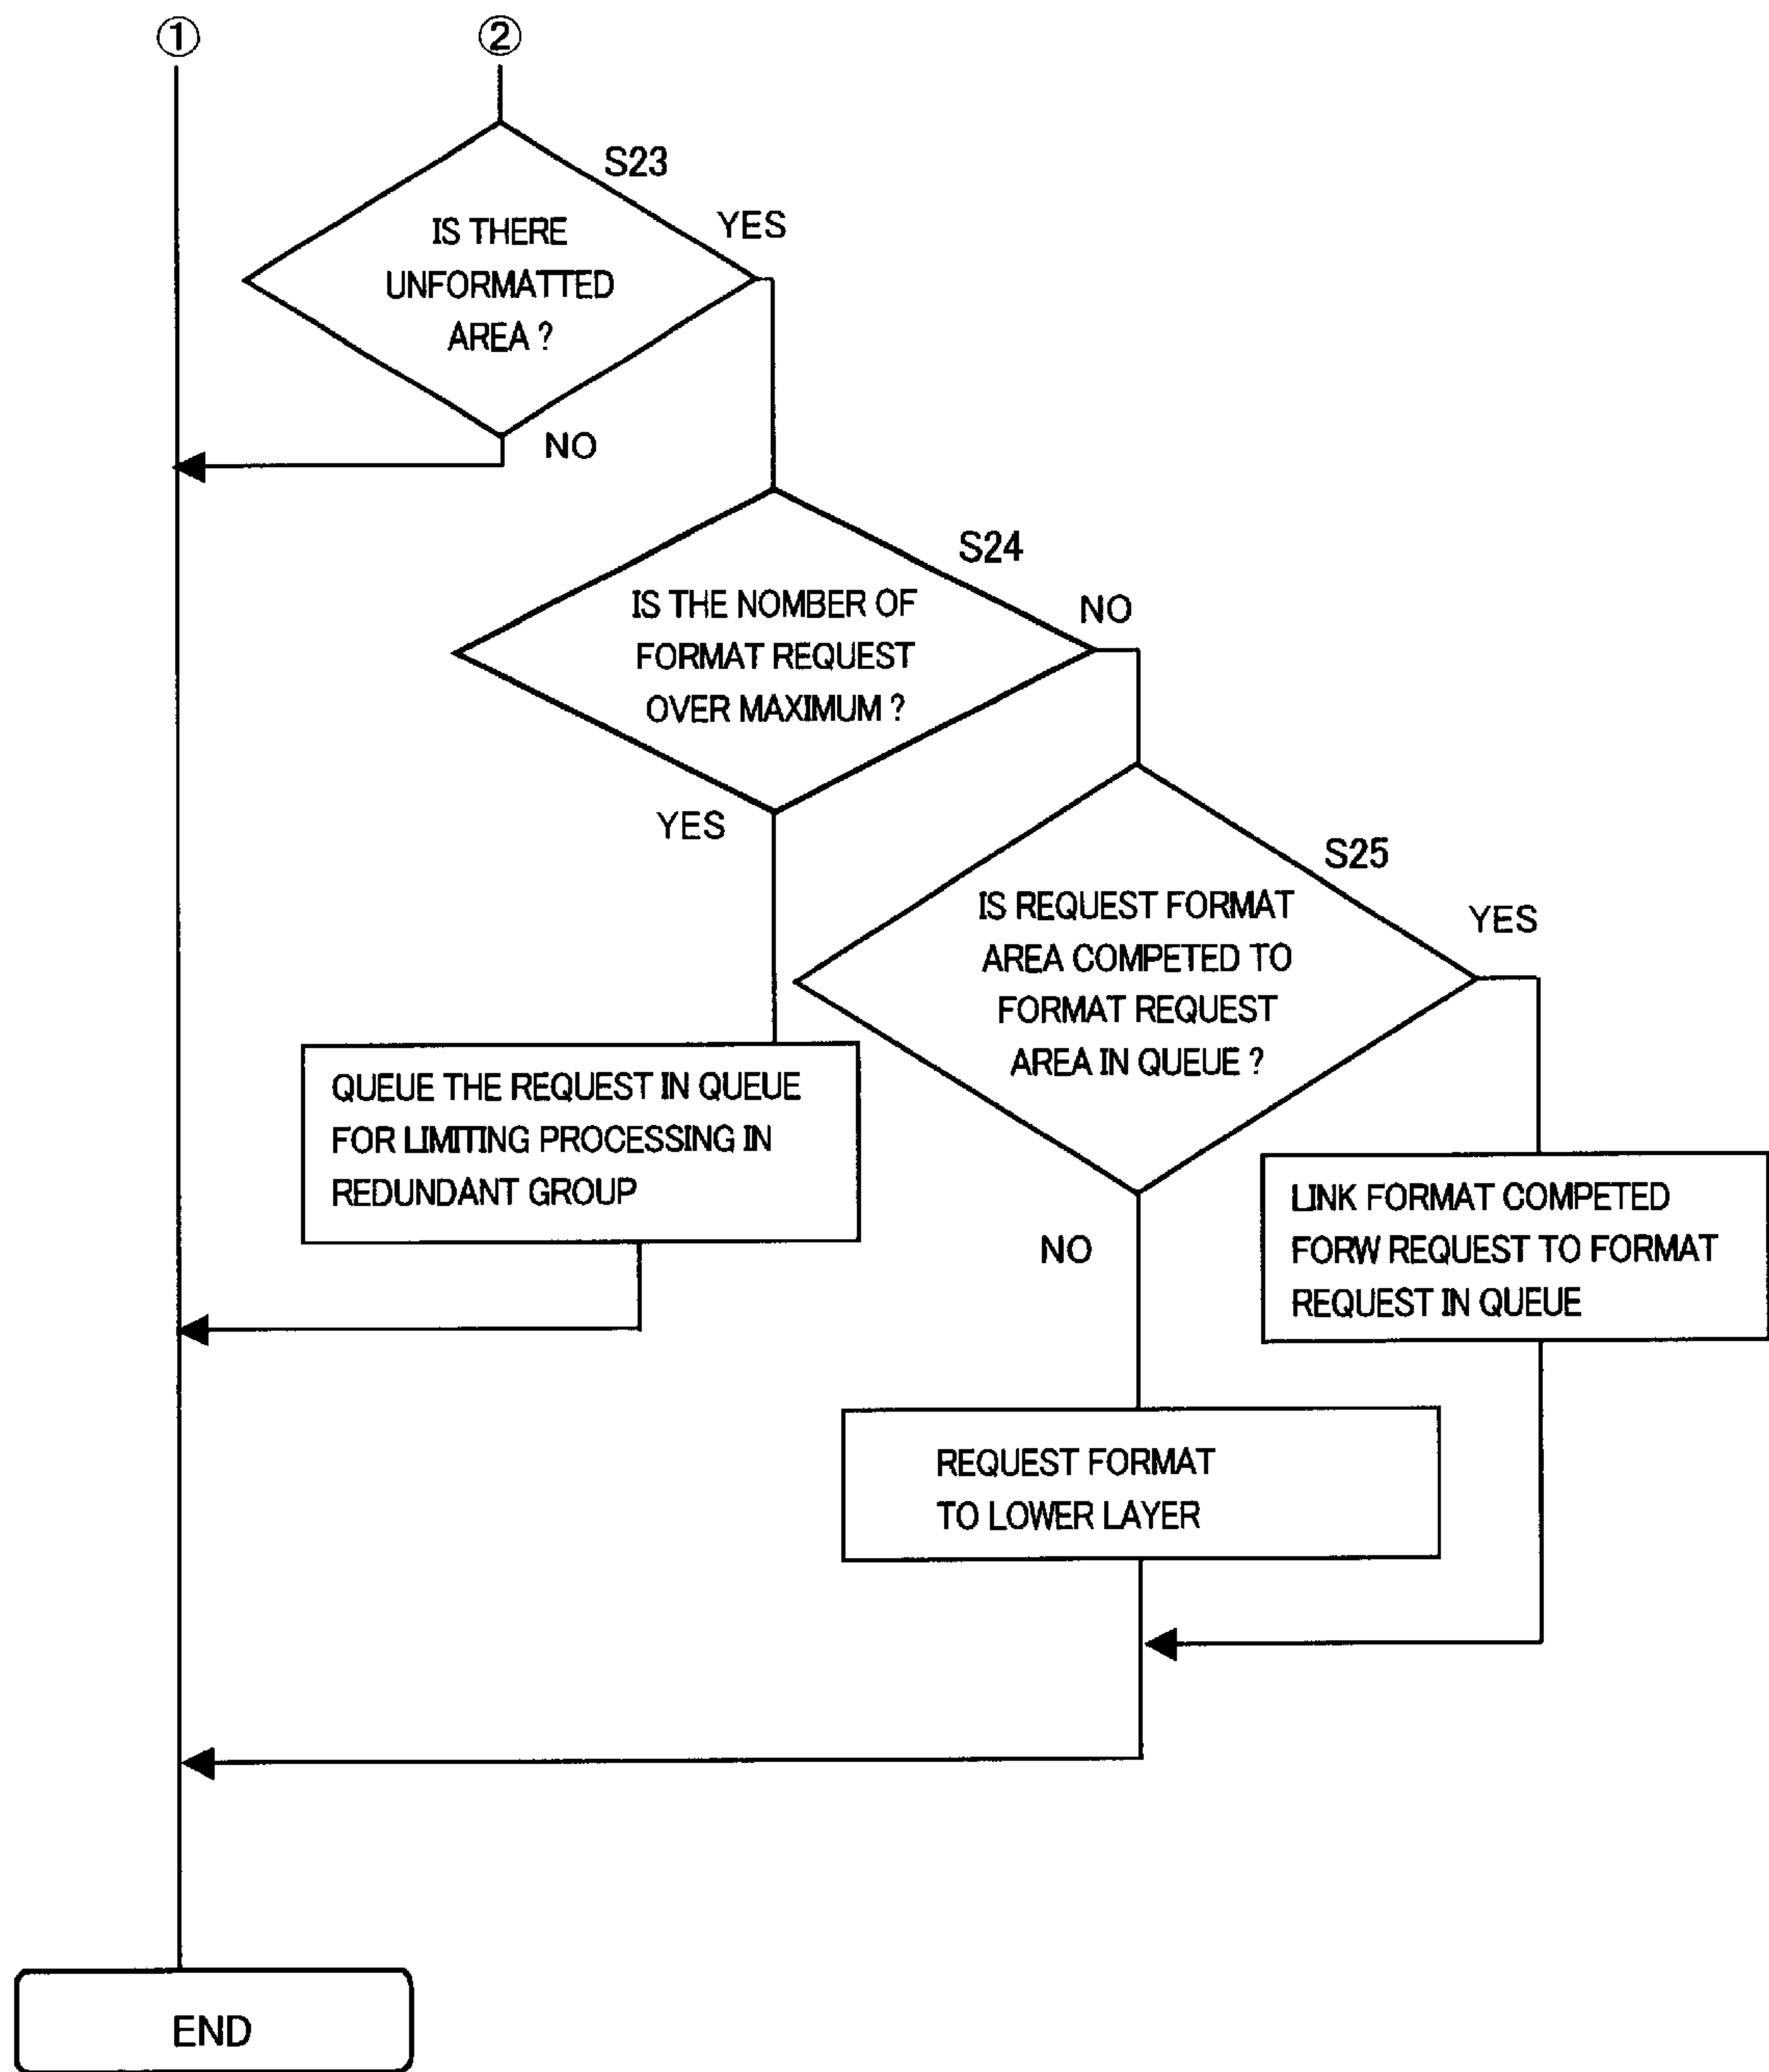 ① ②
S23
IS THERE
UNFORMATTED
AREA ?
YES
NO
S24
IS THE NOMBER OF
FORMAT REQUEST
OVER MAXIMUM ?
NO
YES
S25
IS REQUEST FORMAT
AREA COMPETED TO
FORMAT REQUEST
AREA IN QUEUE ?
YES
NO
QUEUE THE REQUEST IN QUEUE
FOR LIMITING PROCESSING IN
REDUNDANT GROUP
LINK FORMAT COMPETED
FORW REQUEST TO FORMAT
REQUEST IN QUEUE
REQUEST FORMAT
TO LOWER LAYER
END